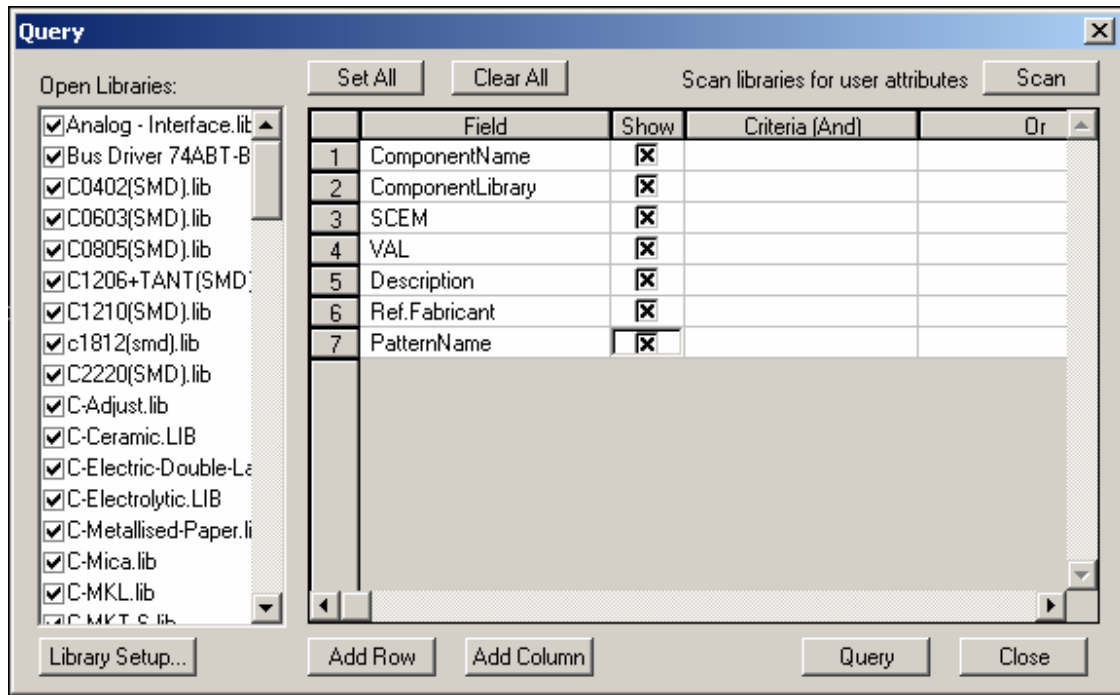 Query
Open Libraries:
Set All Clear All Scan libraries for user attributes Scan
Analog - Interface.lib
Bus Driver 74ABT-B
C0402(SMD).lib
C0603(SMD).lib
C0805(SMD).lib
C1206+TANT(SMD)
C1210(SMD).lib
c1812(smd).lib
C2220(SMD).lib
C-Adjust.lib
C-Ceramic.LIB
C-Electric-Double-La
C-Electrolytic.LIB
C-Metallised-Paper.li
C-Mica.lib
C-MKL.lib
C-MKT-S.lib
Field Show Criteria (And) Or
1 ComponentName
2 ComponentLibrary
3 SCEM
4 VAL
5 Description
6 Ref.Fabricant
7 PatternName
Library Setup... Add Row Add Column Query Close